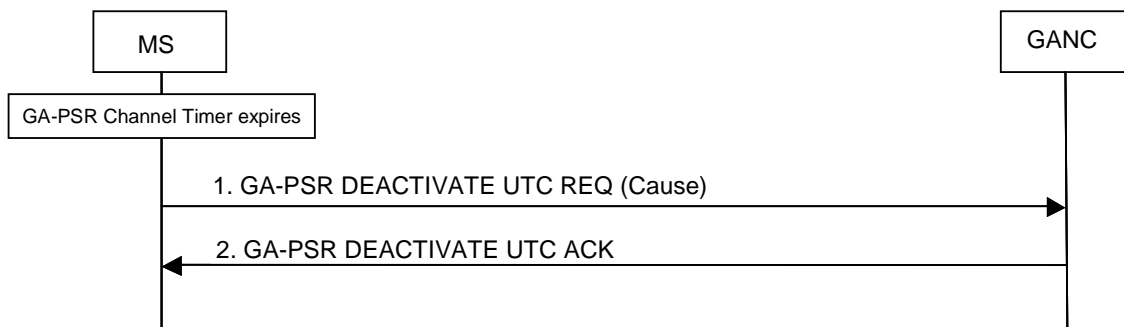 MS
GANC
GA-PSR Channel Timer expires
1. GA-PSR DEACTIVATE UTC REQ (Cause)
2. GA-PSR DEACTIVATE UTC ACK